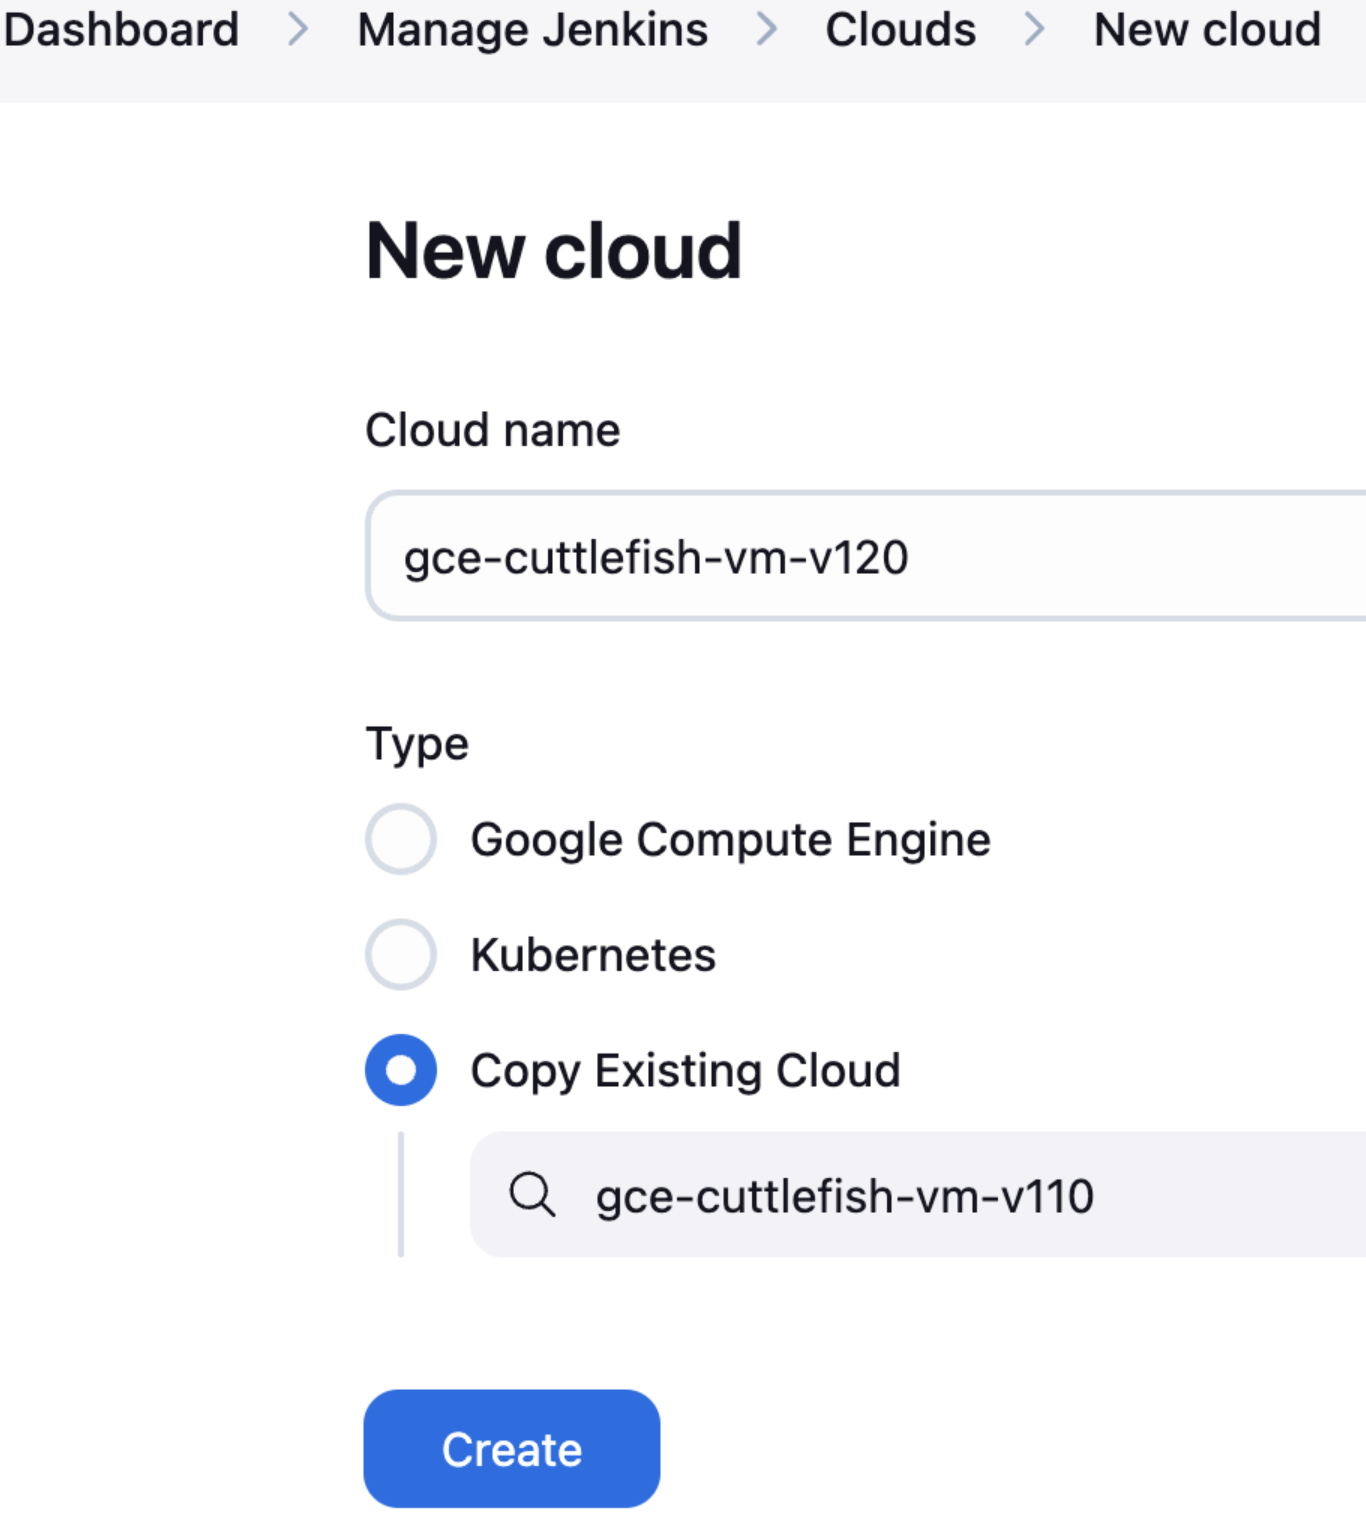 Dashboard > Manage Jenkins > Clouds > New cloud
New cloud
Cloud name
gce-cuttlefish-vm-v120
Type
Google Compute Engine
Kubernetes
Copy Existing Cloud
gce-cuttlefish-vm-v110
Create